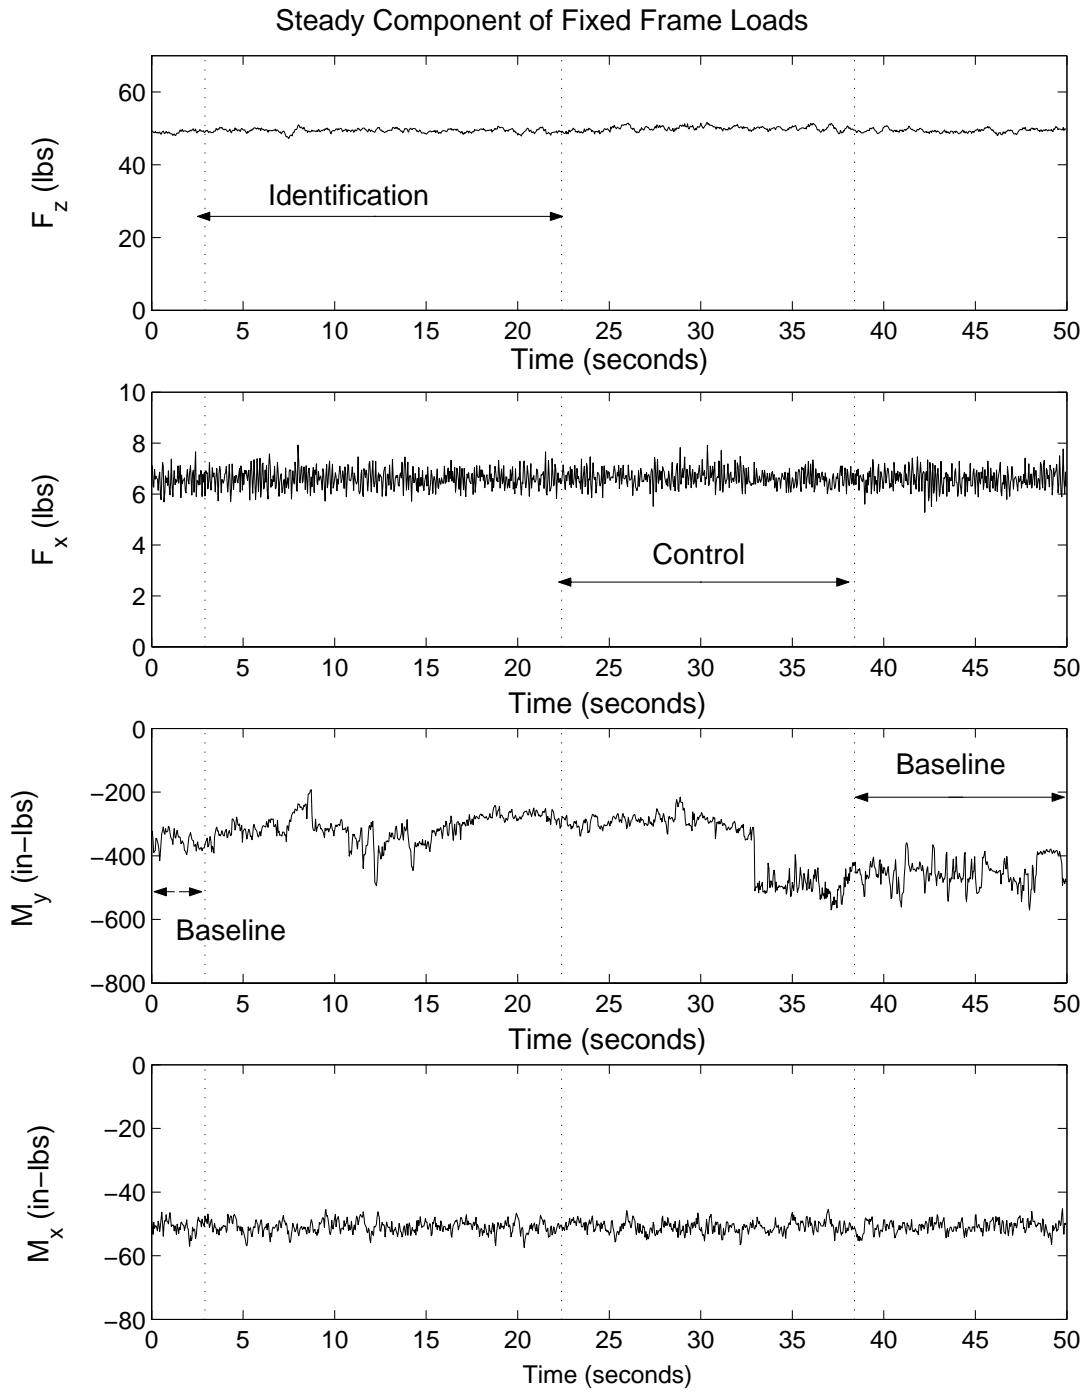 Steady Component of Fixed Frame Loads
60
40
20
0
F_z (lbs)
Identification
0 5 10 15 20 25 30 35 40 45 50
Time (seconds)
10
8
6
4
2
0
F_x (lbs)
Control
0 5 10 15 20 25 30 35 40 45 50
Time (seconds)
0
−200
−400
−600
−800
M_y (in−lbs)
Baseline
Baseline
0 5 10 15 20 25 30 35 40 45 50
Time (seconds)
0
−20
−40
−60
−80
M_x (in−lbs)
0 5 10 15 20 25 30 35 40 45 50
Time (seconds)